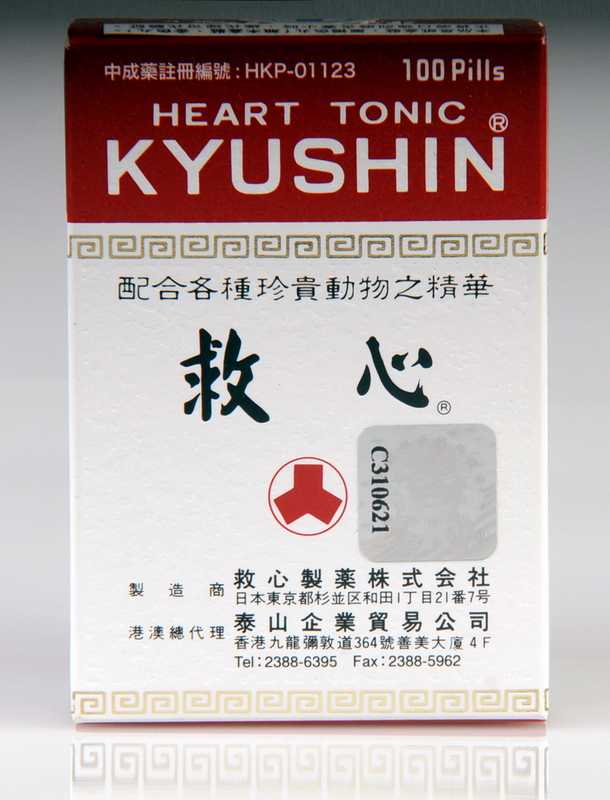 中成藥註冊編號:HKP-01123 100Pills
HEART TONIC
KYUSHIN®
配合各種珍貴動物之精華
救心®
C310621
製造商 救心製薬株式会社
日本東京都杉並区和田1丁目21番7号
港澳總代理 泰山企業貿易公司
香港九龍彌敦道364號善美大廈4F
Tel:2388-6395 Fax:2388-5962